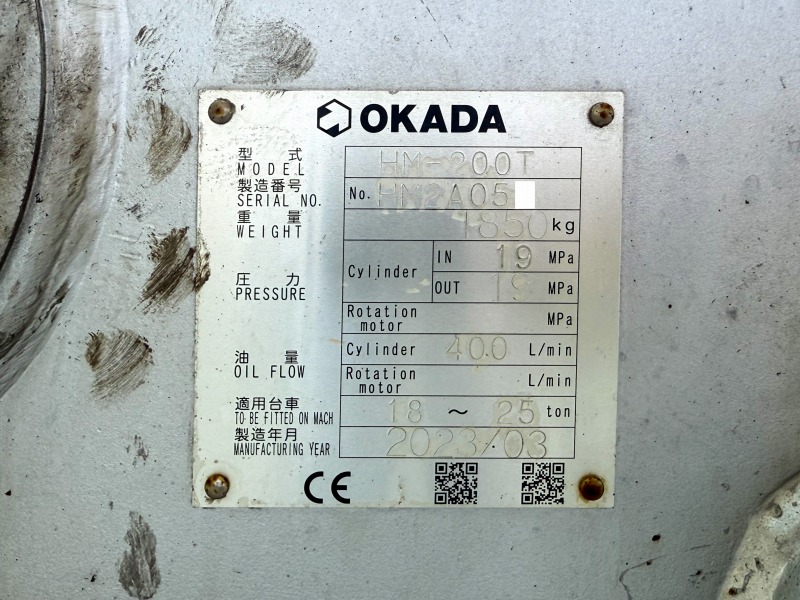 OKADA
型式 HM-200T
MODEL
製造番号 No. HM2A05
SERIAL NO.
重量 1850 kg
WEIGHT
Cylinder IN 19 MPa
圧力
PRESSURE
OUT 19 MPa
Rotation motor MPa
油量 Cylinder 400 L/min
OIL FLOW
Rotation motor L/min
適用台車 18 ~ 25 ton
TO BE FITTED ON MACH
製造年月 2023/03
MANUFACTURING YEAR
CE